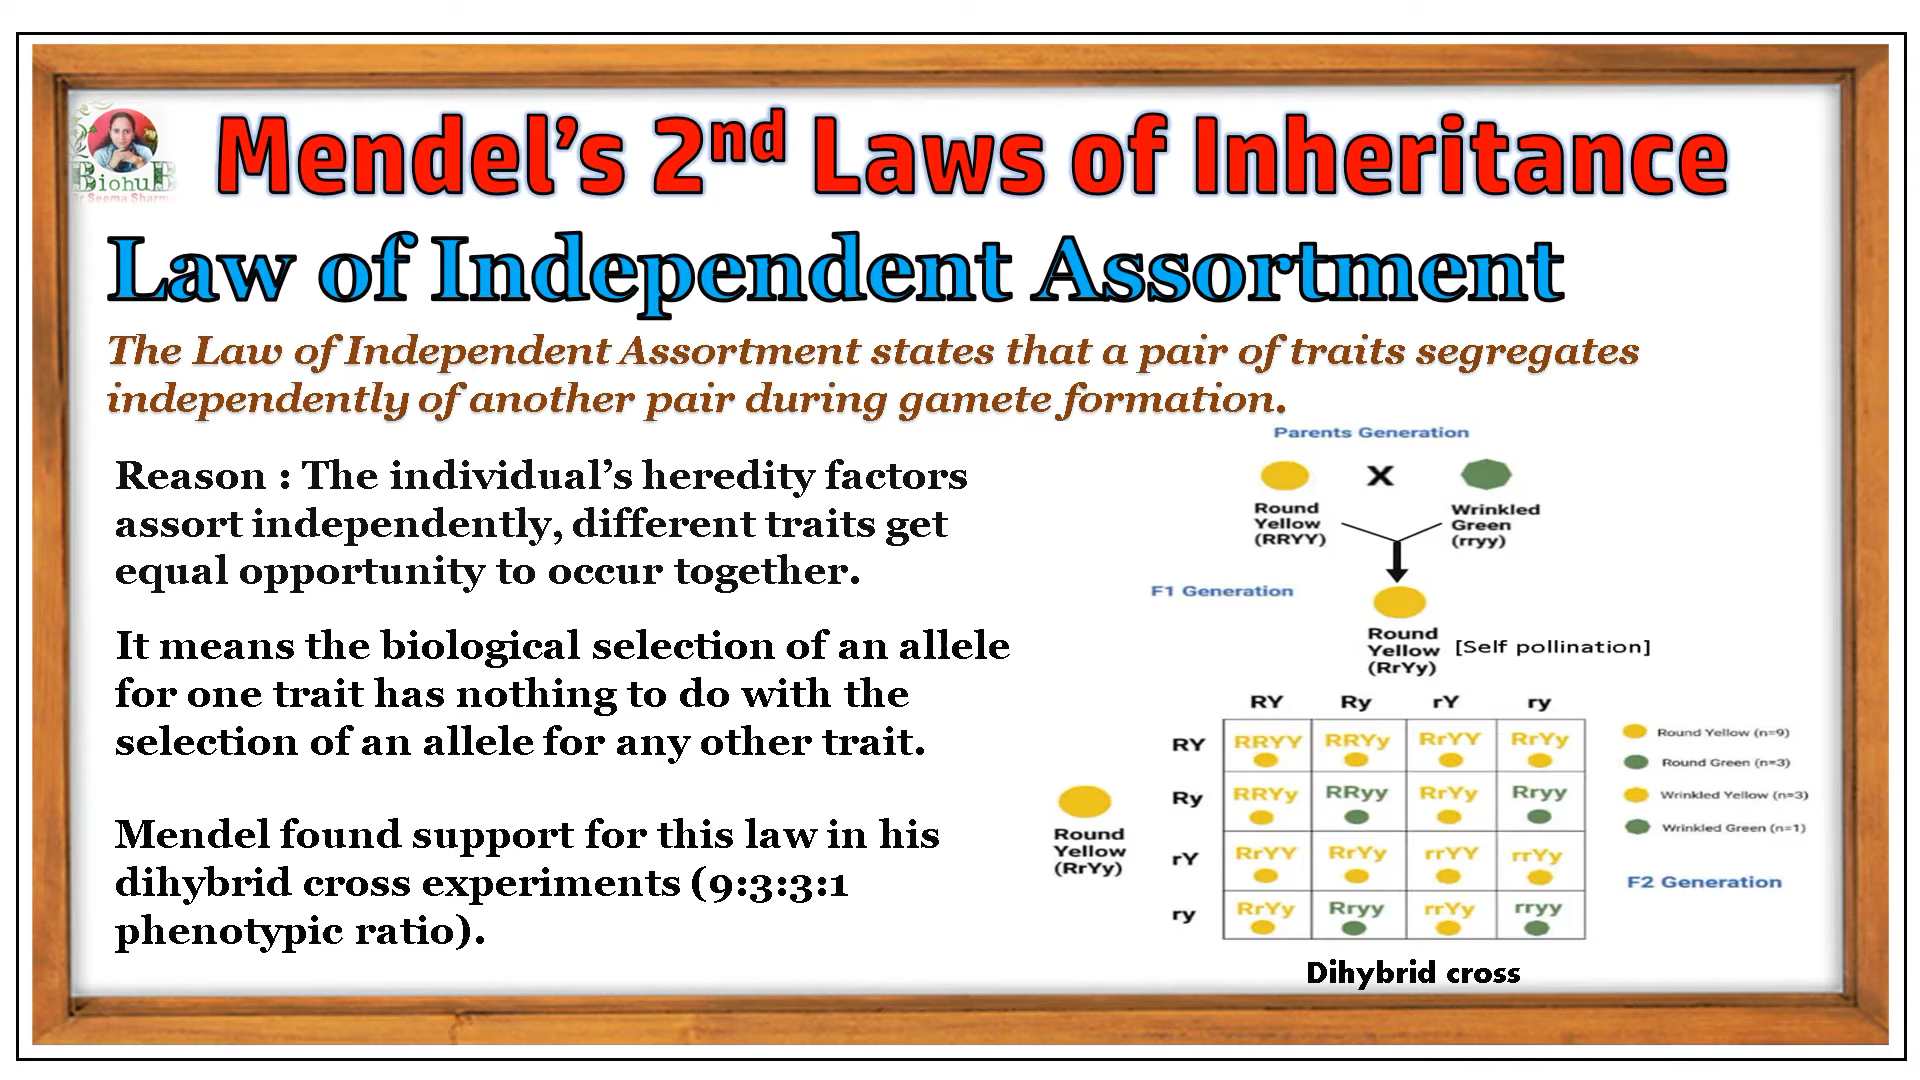 BiohuB
Dr Seema Sharm
Mendel's 2nd Laws of Inheritance
Law of Independent Assortment
The Law of Independent Assortment states that a pair of traits segregates
independently of another pair during gamete formation.
Reason : The individual's heredity factors
assort independently, different traits get
equal opportunity to occur together.
It means the biological selection of an allele
for one trait has nothing to do with the
selection of an allele for any other trait.
Mendel found support for this law in his
dihybrid cross experiments (9:3:3:1
phenotypic ratio).
Parents Generation
X
Round
Yellow
(RRYY)
Wrinkled
Green
(rryy)
F1 Generation
Round
Yellow
(RrYy)
[Self pollination]
RY Ry rY ry
RY RRYY RRYy RrYY RrYy
Ry RRYy RRyy RrYy Rryy
rY RrYY RrYy rrYY rrYy
ry RrYy Rryy rrYy rryy
Round
Yellow
(RrYy)
Round Yellow (n=9)
Round Green (n=3)
Wrinkled Yellow (n=3)
Wrinkled Green (n=1)
F2 Generation
Dihybrid cross